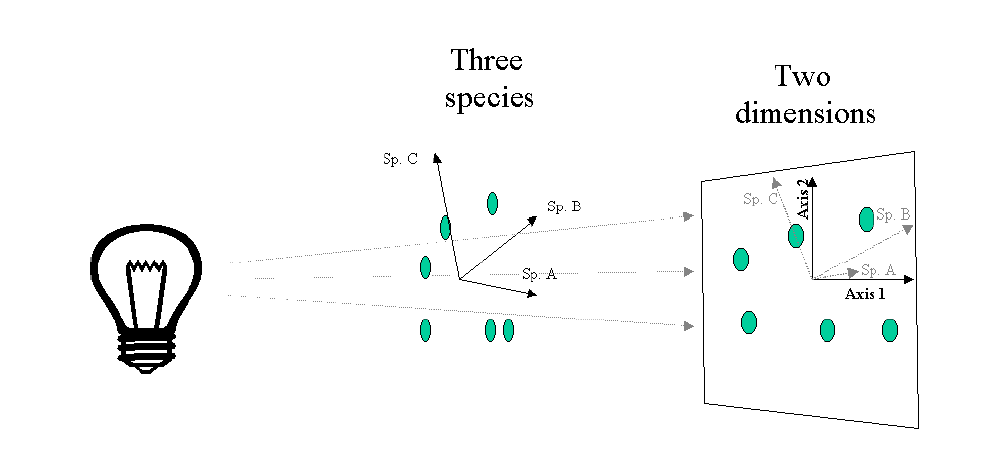 Three
species
Two
dimensions
Sp. C
Sp. B
Sp. A
Sp. C
Axis 2
Sp. B
Sp. A
Axis 1